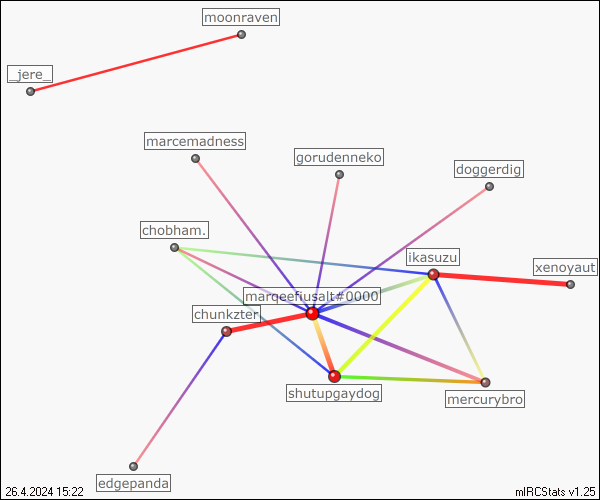 moonraven
_jere_
marcemadness
gorudenneko
doggerdig
chobham.
ikasuzu
xenoyaut
marqeefiusalt#0000
chunkzter
shutupgaydog
mercurybro
edgepanda
26.4.2024 15:22
mIRCStats v1.25